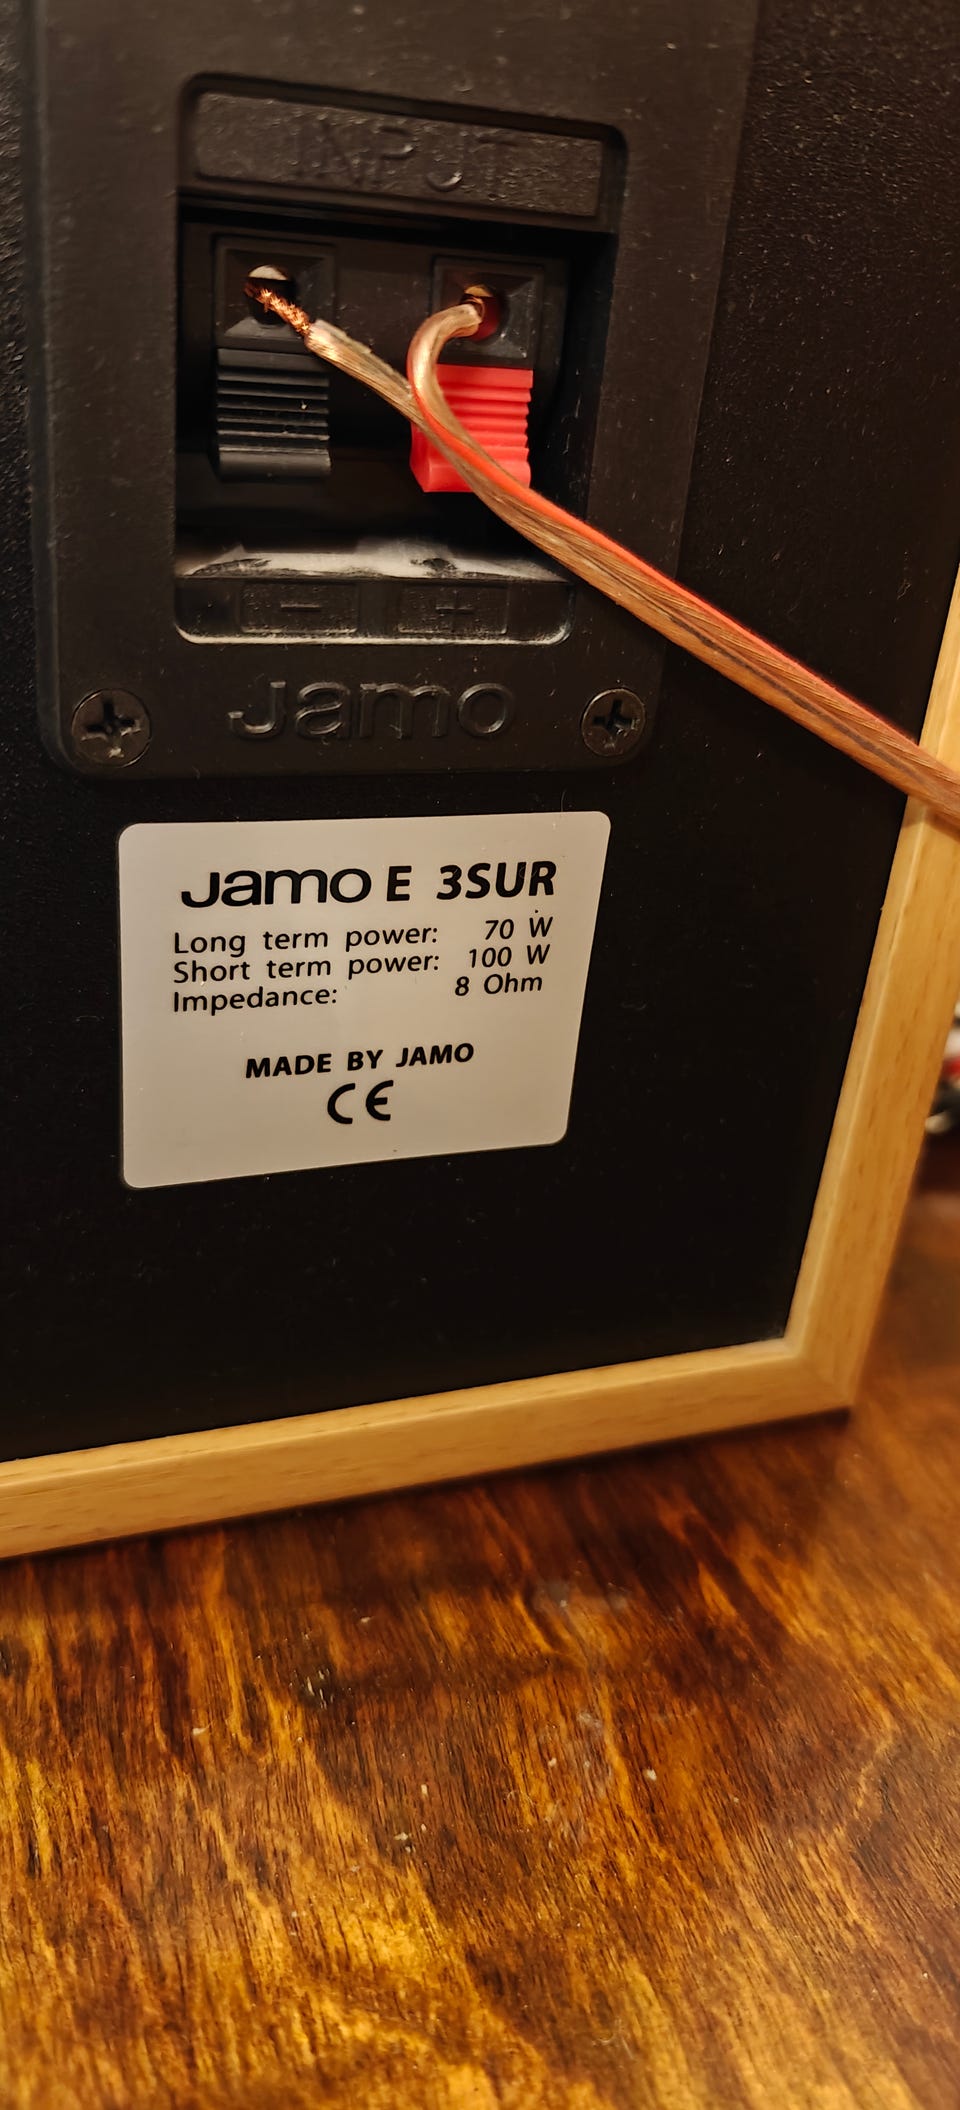 INPUT
- +
Jamo
Jamo E 3SUR
Long term power: 70 W
Short term power: 100 W
Impedance: 8 Ohm
MADE BY JAMO
CE